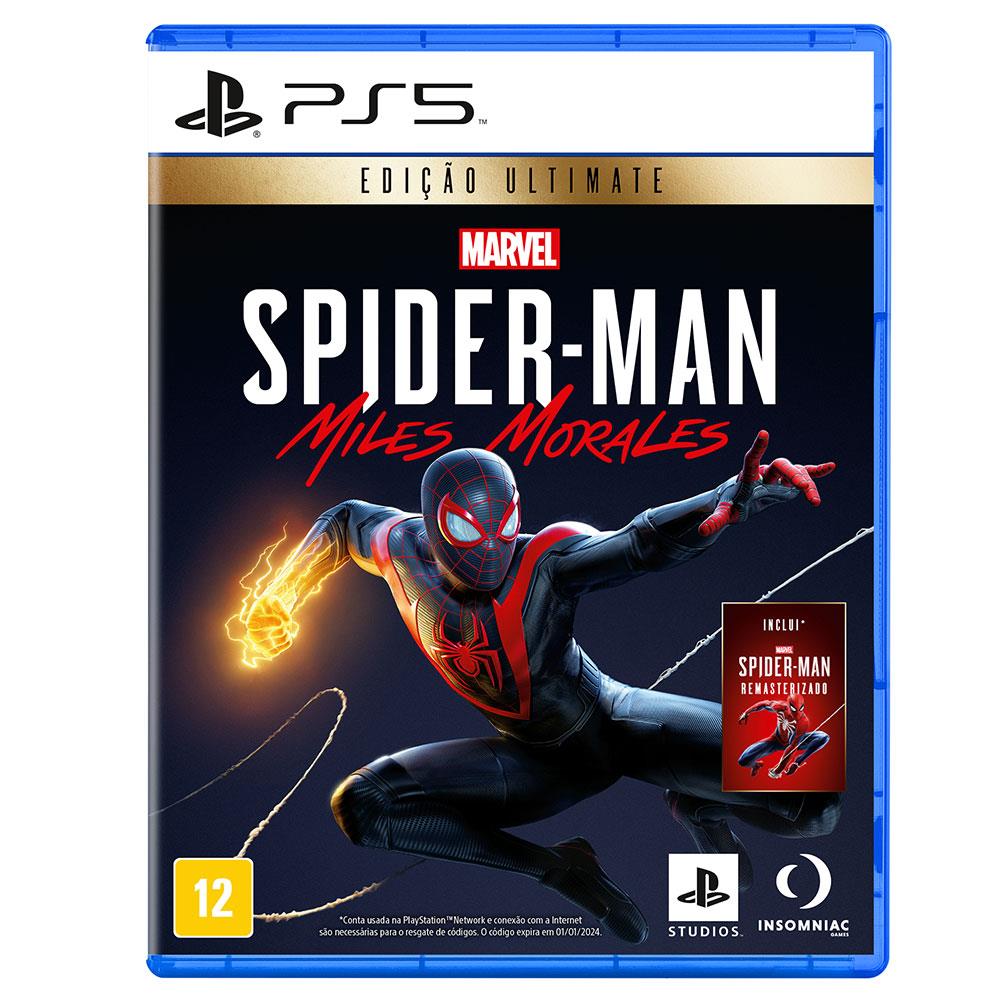 PS5
EDIÇÃO ULTIMATE
MARVEL
SPIDER-MAN
MILES MORALES
INCLUI*
MARVEL
SPIDER-MAN
REMASTERIZADO
12
*Conta usada na PlayStation™Network e conexão com a Internet
são necessárias para o resgate de códigos. O código expira em 01/01/2024.
STUDIOS
INSOMNIAC
GAMES